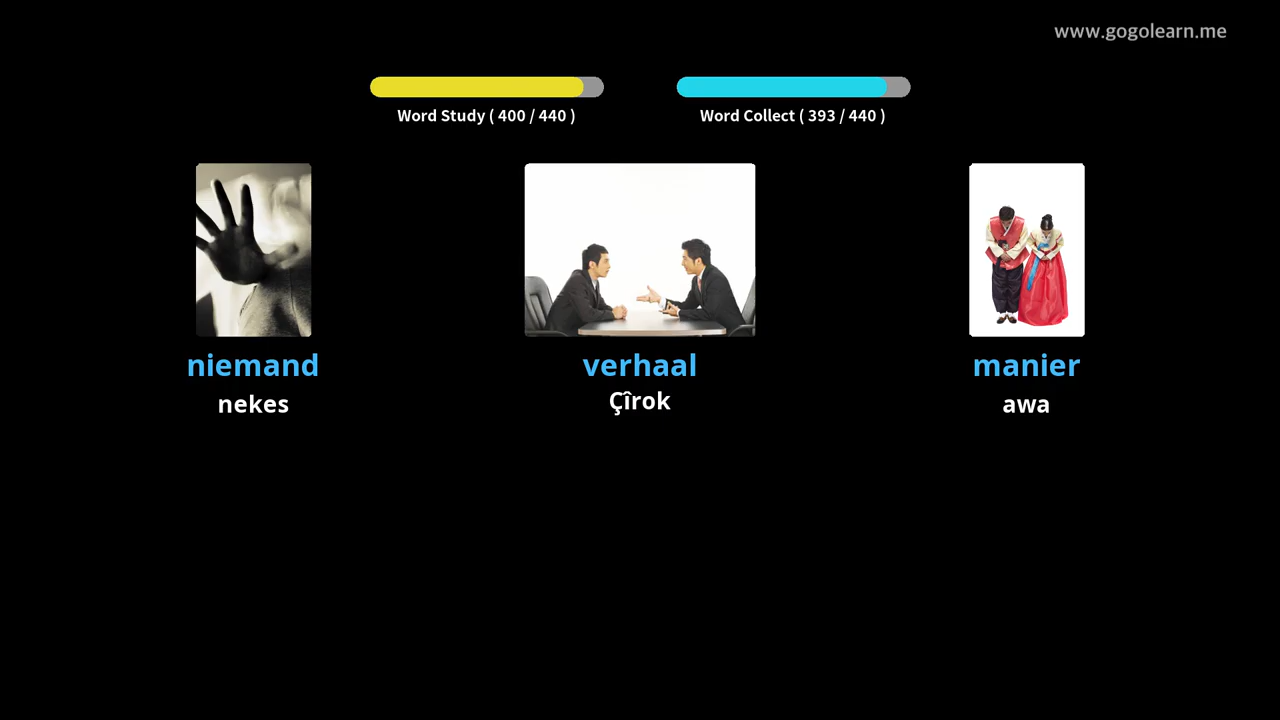 www.gogolearn.me
Word Study ( 400 / 440 )
Word Collect ( 393 / 440 )
niemand
verhaal
manier
nekes
Çîrok
awa